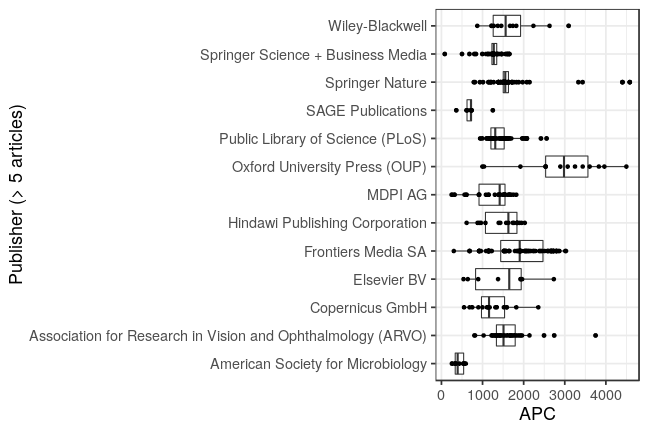 Wiley-Blackwell
Springer Science + Business Media
Springer Nature
SAGE Publications
Public Library of Science (PLoS)
Oxford University Press (OUP)
MDPI AG
Hindawi Publishing Corporation
Frontiers Media SA
Elsevier BV
Copernicus GmbH
Association for Research in Vision and Ophthalmology (ARVO)
American Society for Microbiology
Publisher (> 5 articles)
0 1000 2000 3000 4000
APC